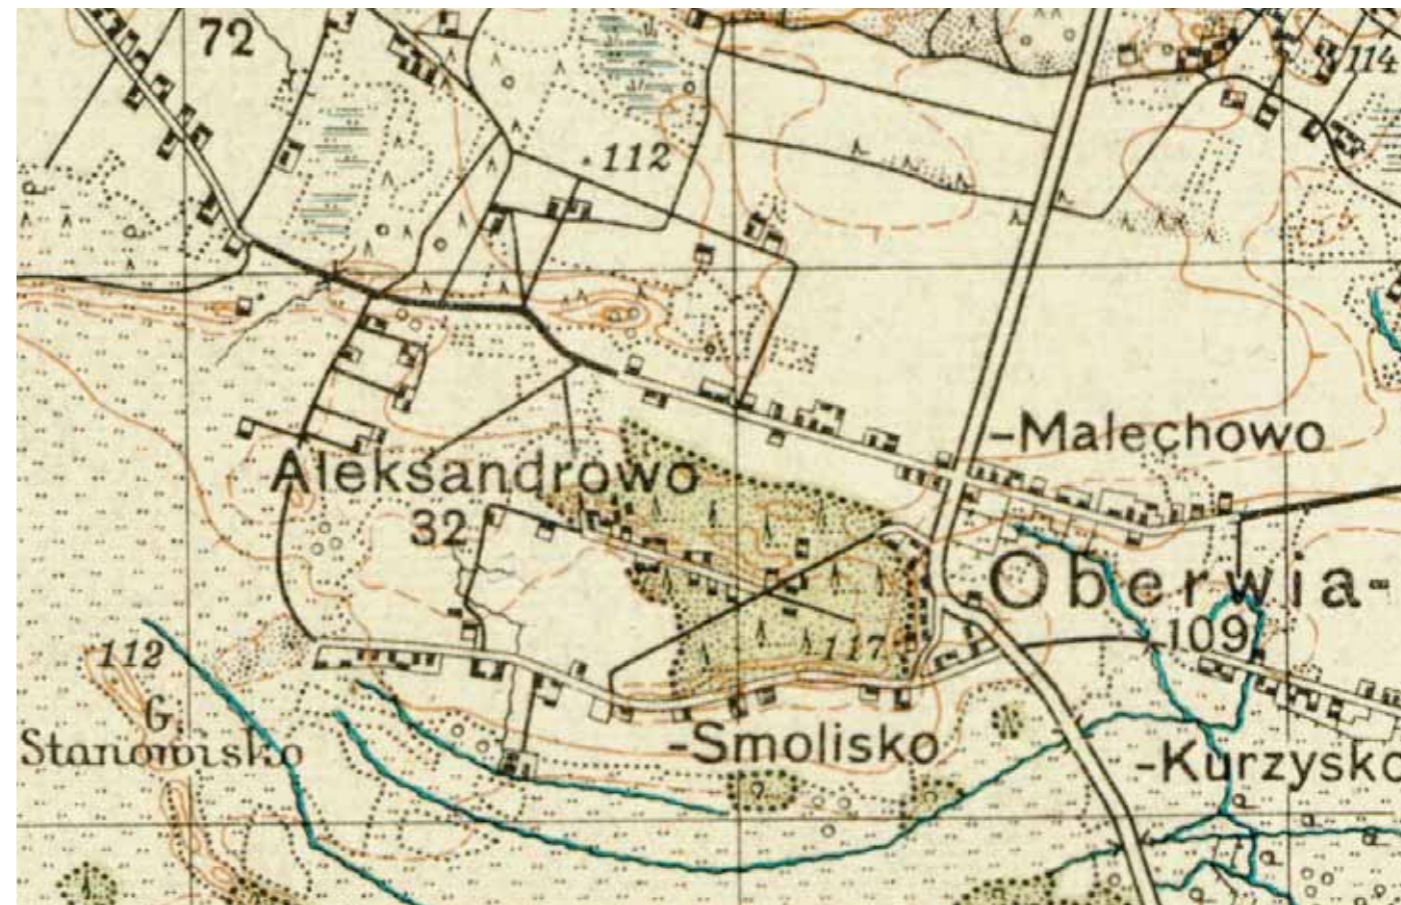 72
114
112
-Malechowo
Aleksandrowo
32
Oberwia-
109
117
112
G.
Stanowisko
-Smolisko
-Kurzysko